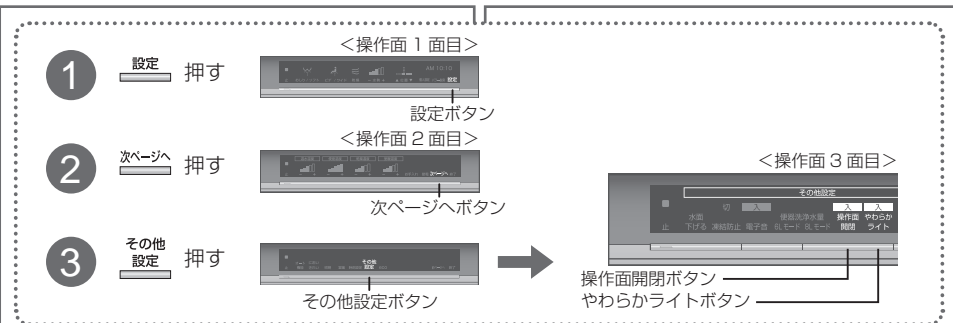 ＜操作面 1 面目＞
1 設定 押す
AM 10:10
止
設定
設定ボタン
＜操作面 2 面目＞
2 次ページへ 押す
次ページへ
次ページへボタン
3 その他
設定 押す
その他
設定
その他設定ボタン
＜操作面 3 面目＞
その他設定
切 入 入 入
水面 便器洗浄水量 操作面 やわらか
止 下げる 凍結防止 電子音 BLモード BLモード 開閉 ライト
操作面開閉ボタン
やわらかライトボタン